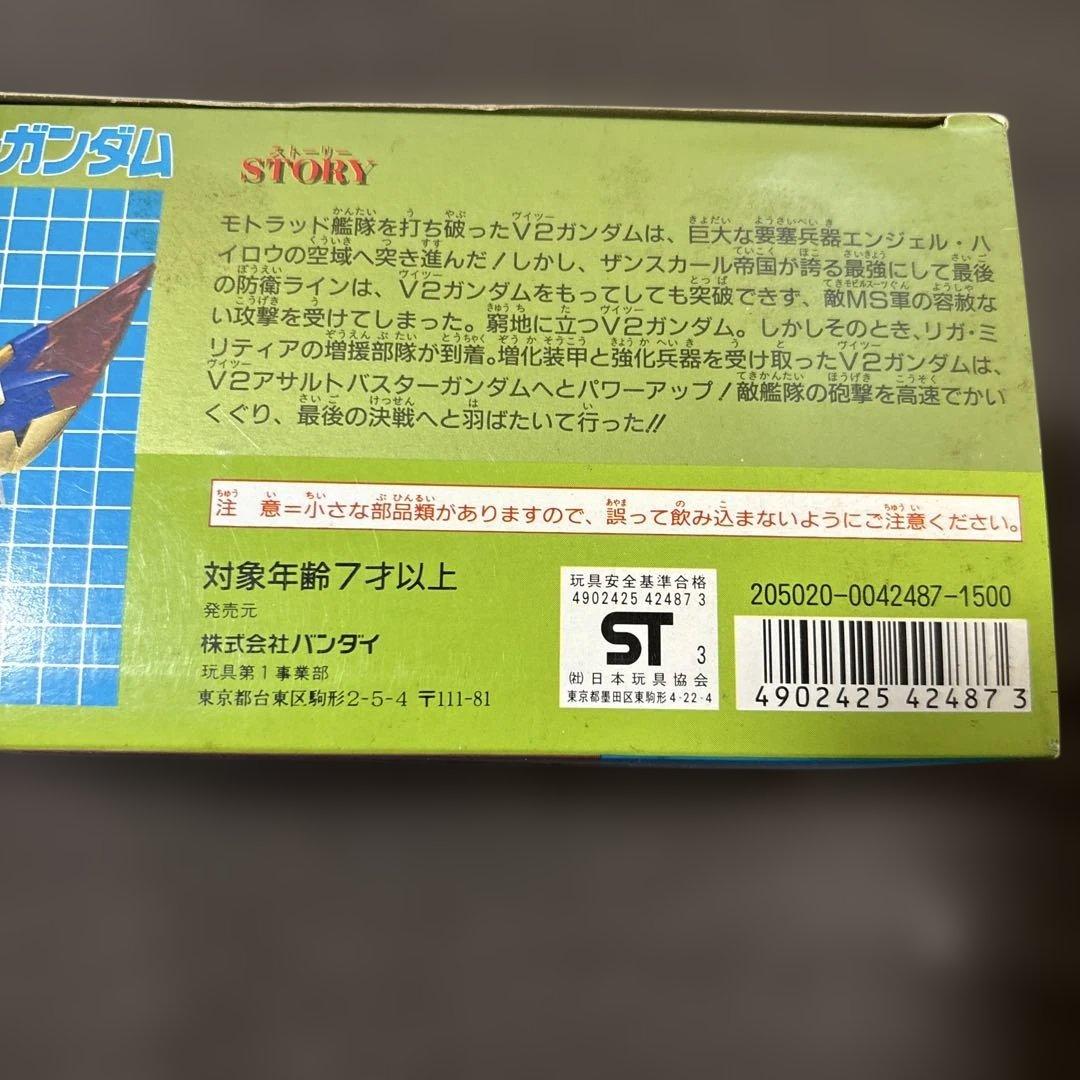 ガンダム
ストーリー
STORY
モトラッド艦隊を打ち破ったV2ガンダムは、巨大な要塞兵器エンジェル・ハ
イロウの空域へ突き進んだ!しかし、ザンスカール帝国が誇る最強にして最後
の防衛ラインは、V2ガンダムをもってしても突破できず、敵MS軍の容赦な
い攻撃を受けてしまった。窮地に立つV2ガンダム。しかしそのとき、リガ・ミ
リティアの増援部隊が到着。増化装甲と強化兵器を受け取ったV2ガンダムは、
V2アサルトバスターガンダムへとパワーアップ!敵艦隊の砲撃を高速でかい
くぐり、最後の決戦へと羽ばたいて行った!!
注 意=小さな部品類がありますので、誤って飲み込まないようにご注意ください。
対象年齢7才以上
発売元
株式会社バンダイ
玩具第1事業部
東京都台東区駒形2-5-4 〒111-81
玩具安全基準合格
4902425 42487 3
ST 3
㈳日本玩具協会
東京都墨田区東駒形4-22-4
205020-0042487-1500
4902425 42487 3